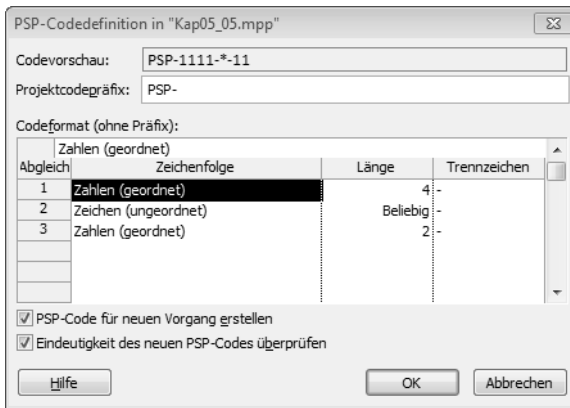 PSP-Codedefinition in "Kap05_05.mpp"
Codevorschau: PSP-1111-*-11
Projektcodepräfix: PSP-
Codeformat (ohne Präfix):
Zahlen (geordnet)
Abgleich Zeichenfolge Länge Trennzeichen
1 Zahlen (geordnet) 4 -
2 Zeichen (ungeordnet) Beliebig -
3 Zahlen (geordnet) 2 -
PSP-Code für neuen Vorgang erstellen
Eindeutigkeit des neuen PSP-Codes überprüfen
Hilfe OK Abbrechen